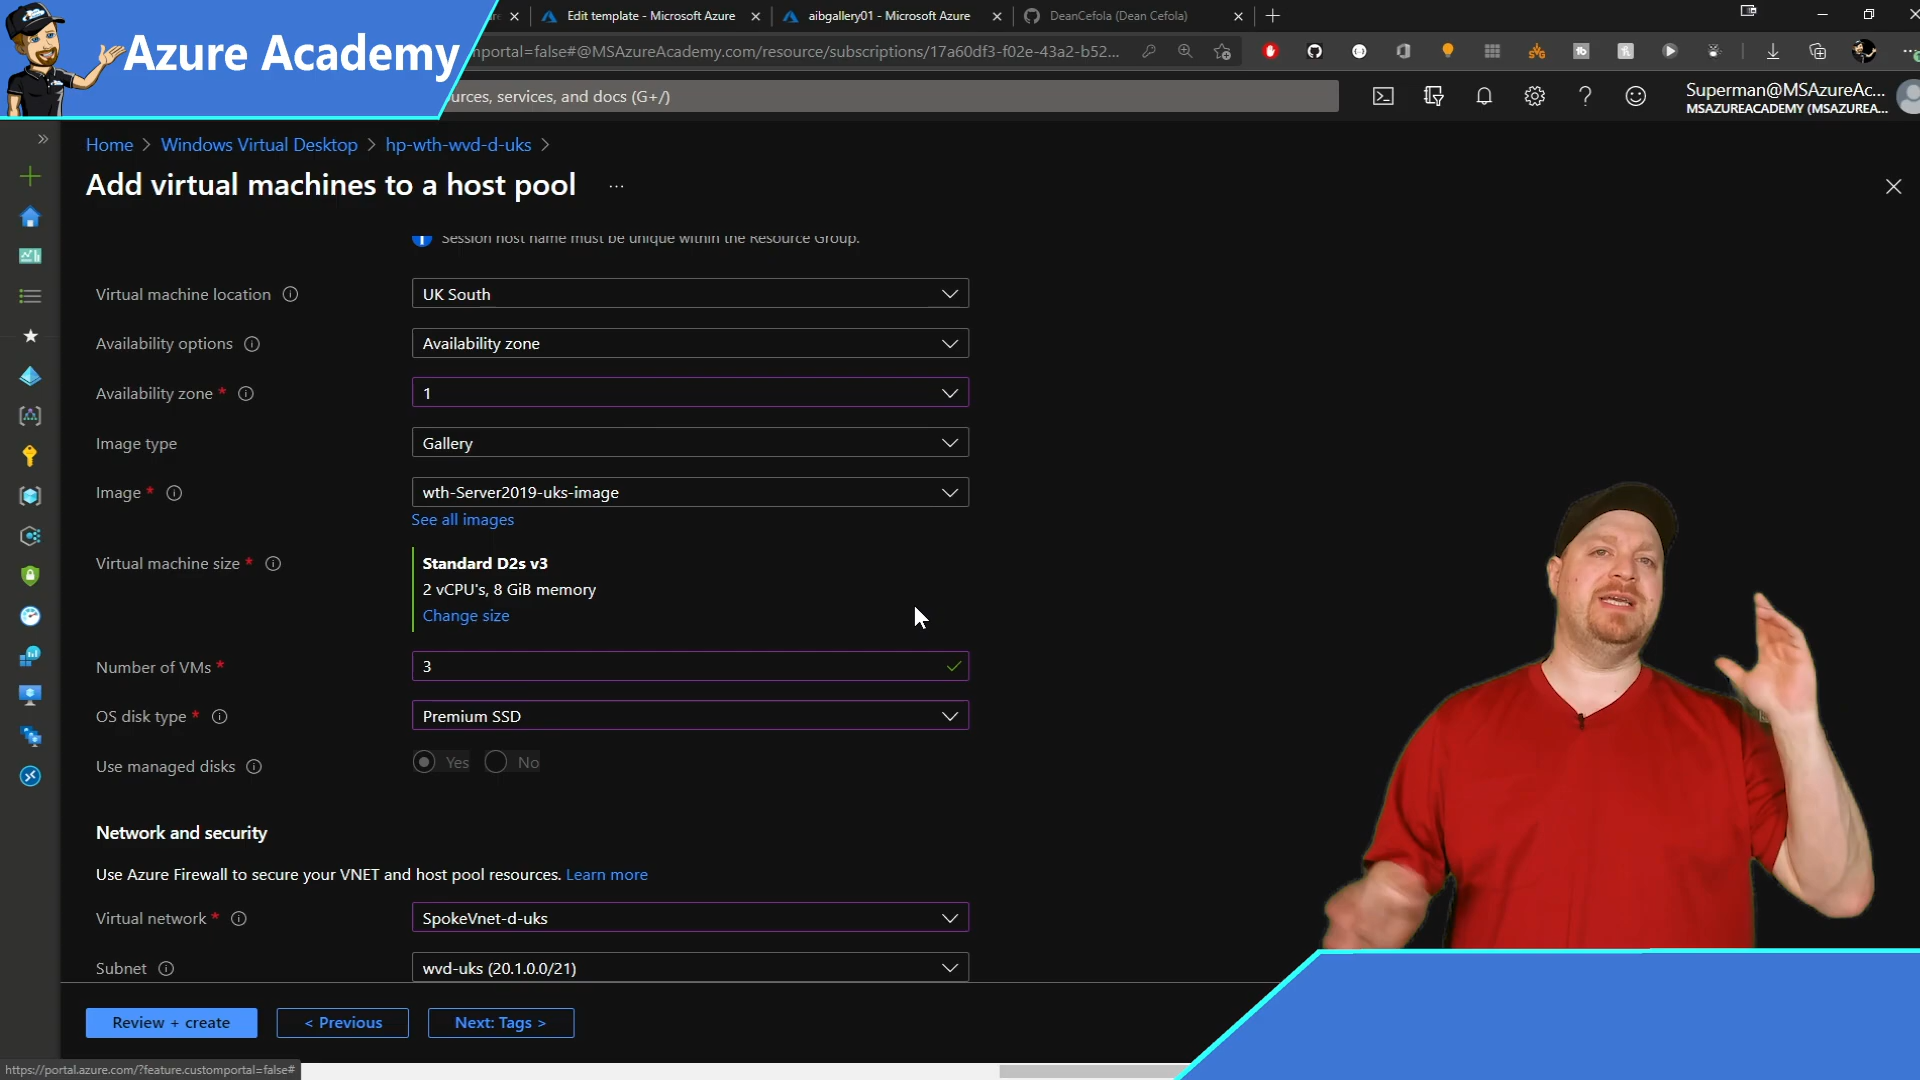 Azure Academy
Edit template - Microsoft Azure
aibgallery01 - Microsoft Azure
DeanCefola (Dean Cefola)
portal=false#@MSAzureAcademy.com/resource/subscriptions/17a60df3-f02e-43a2-b52...
urces, services, and docs (G+/)
Superman@MSAzureAc...
MSAZUREACADEMY (MSAZUREA...
Home > Windows Virtual Desktop > hp-wth-wvd-d-uks >
Add virtual machines to a host pool ...
Session host name must be unique within the Resource Group.
Virtual machine location
UK South
Availability options
Availability zone
Availability zone *
1
Image type
Gallery
Image *
wth-Server2019-uks-image
See all images
Virtual machine size *
Standard D2s v3
2 vCPU's, 8 GiB memory
Change size
Number of VMs *
3
OS disk type *
Premium SSD
Use managed disks
Yes
No
Network and security
Use Azure Firewall to secure your VNET and host pool resources. Learn more
Virtual network *
SpokeVnet-d-uks
Subnet
wvd-uks (20.1.0.0/21)
Review + create
< Previous
Next: Tags >
https://portal.azure.com/?feature.customportal=false#